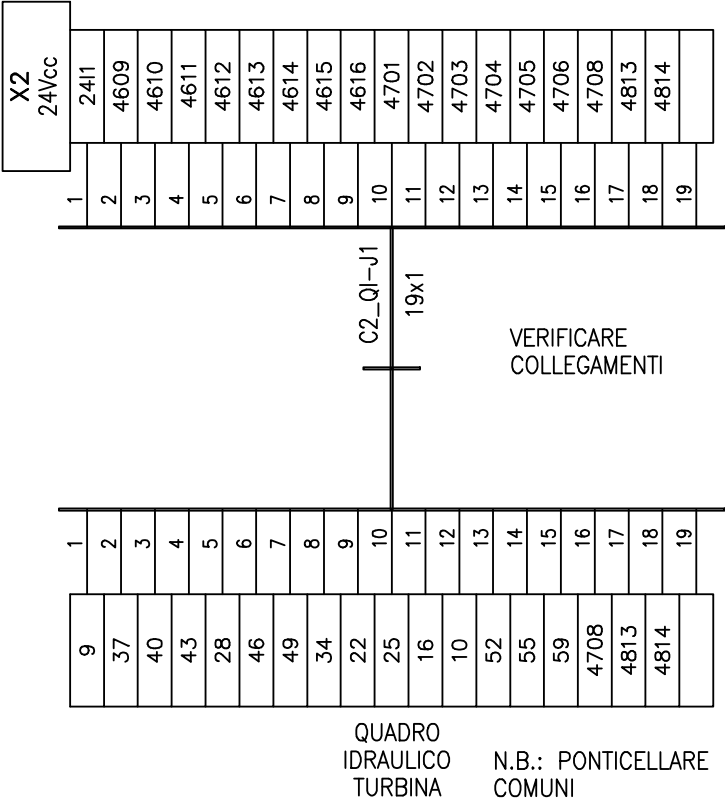 X2
24Vcc
24I1 4609 4610 4611 4612 4613 4614 4615 4616 4701 4702 4703 4704 4705 4706 4708 4813 4814
1 2 3 4 5 6 7 8 9 10 11 12 13 14 15 16 17 18 19
C2_QI-J1
19x1
VERIFICARE
COLLEGAMENTI
1 2 3 4 5 6 7 8 9 10 11 12 13 14 15 16 17 18 19
9 37 40 43 28 46 49 34 22 25 16 10 52 55 59 4708 4813 4814
QUADRO
IDRAULICO
TURBINA
N.B.: PONTICELLARE
COMUNI